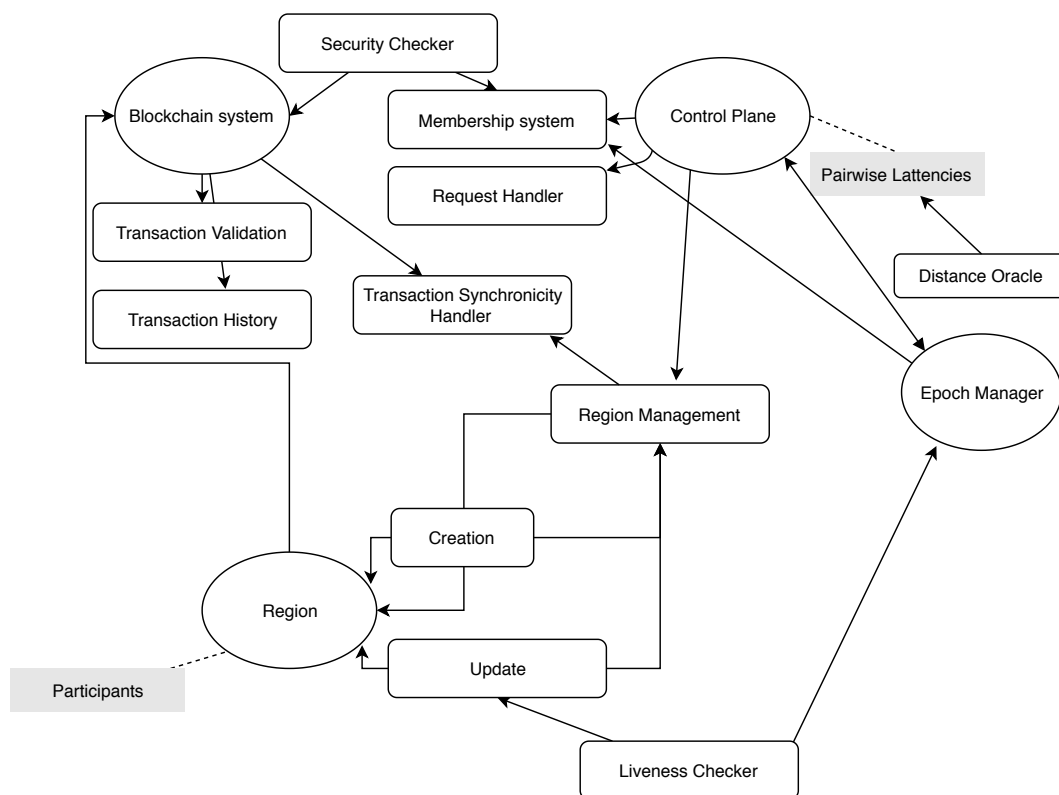 Security Checker
Blockchain system
Membership system
Control Plane
Pairwise Lattencies
Request Handler
Transaction Validation
Distance Oracle
Transaction Synchronicity
Handler
Transaction History
Epoch Manager
Region Management
Creation
Region
Update
Participants
Liveness Checker